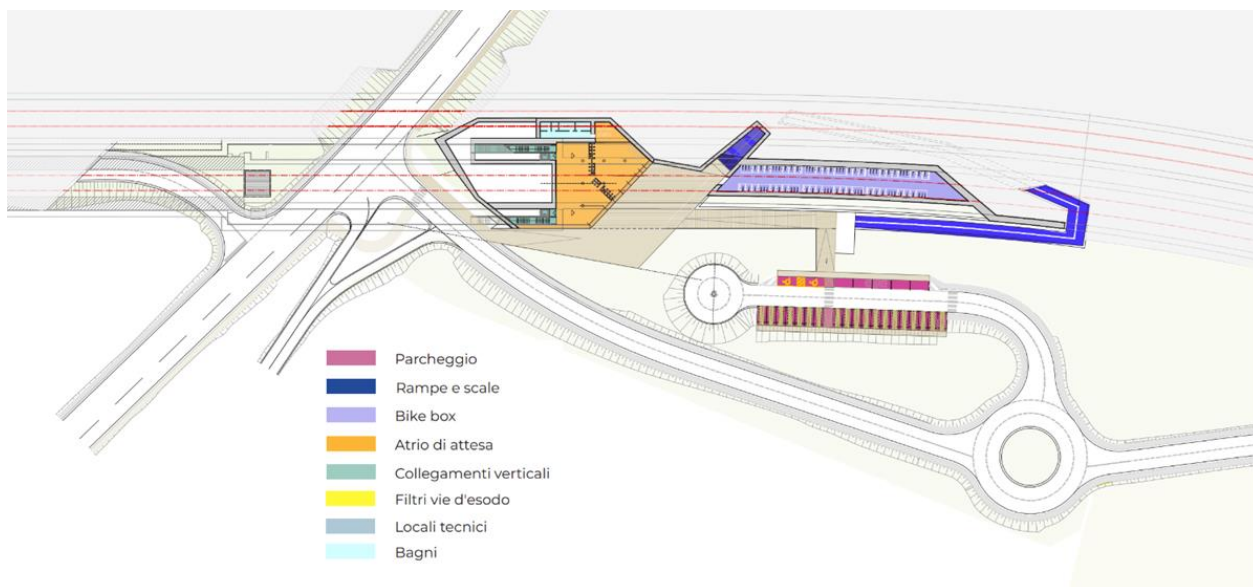 Parcheggio
Rampe e scale
Bike box
Atrio di attesa
Collegamenti verticali
Filtri vie d'esodo
Locali tecnici
Bagni